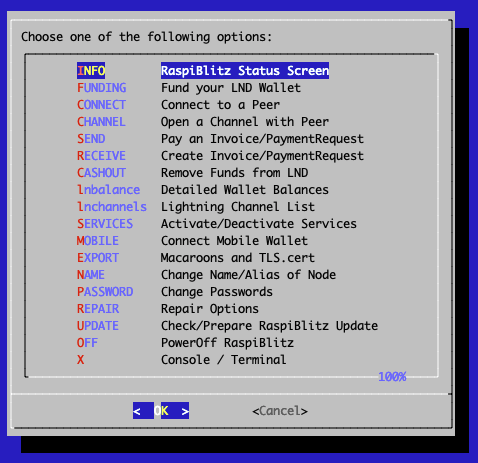 Choose one of the following options:
INFO RaspiBlitz Status Screen
FUNDING Fund your LND Wallet
CONNECT Connect to a Peer
CHANNEL Open a Channel with Peer
SEND Pay an Invoice/PaymentRequest
RECEIVE Create Invoice/PaymentRequest
CASHOUT Remove Funds from LND
lnbalance Detailed Wallet Balances
lnchannels Lightning Channel List
SERVICES Activate/Deactivate Services
MOBILE Connect Mobile Wallet
EXPORT Macaroons and TLS.cert
NAME Change Name/Alias of Node
PASSWORD Change Passwords
REPAIR Repair Options
UPDATE Check/Prepare RaspiBlitz Update
OFF PowerOff RaspiBlitz
X Console / Terminal
100%
< OK > <Cancel>